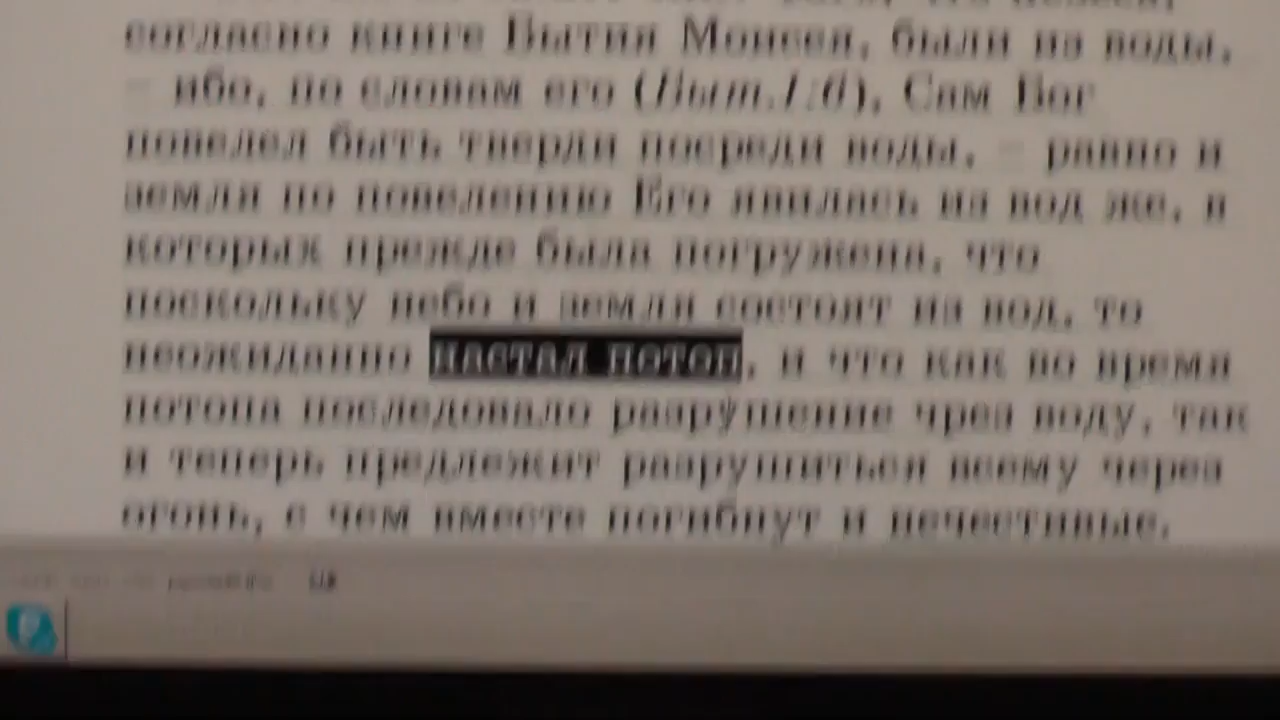 согласно книге Бытия Моисея, были из воды,
– ибо, по словам его (Быт.1:6), Сам Бог
повелел быть тверди посреди воды, – равно и
земля по повелению Его явилась из вод же, в
которых прежде была погружена, что
поскольку небо и земля состоят из вод, то
неожиданно настал потоп, и что как во время
потопа последовало разрушение чрез воду, так
и теперь предлежит разрушиться всему через
огонь, с чем вместе погибнут и нечестивые.